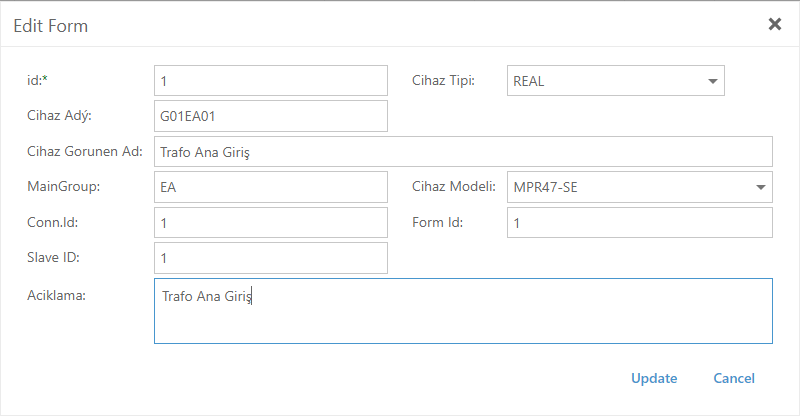 Edit Form
id:* 1 Cihaz Tipi: REAL
Cihaz Adý: G01EA01
Cihaz Gorunen Ad: Trafo Ana Giriş
MainGroup: EA Cihaz Modeli: MPR47-SE
Conn.Id: 1 Form Id: 1
Slave ID: 1
Aciklama: Trafo Ana Giriş
Update Cancel